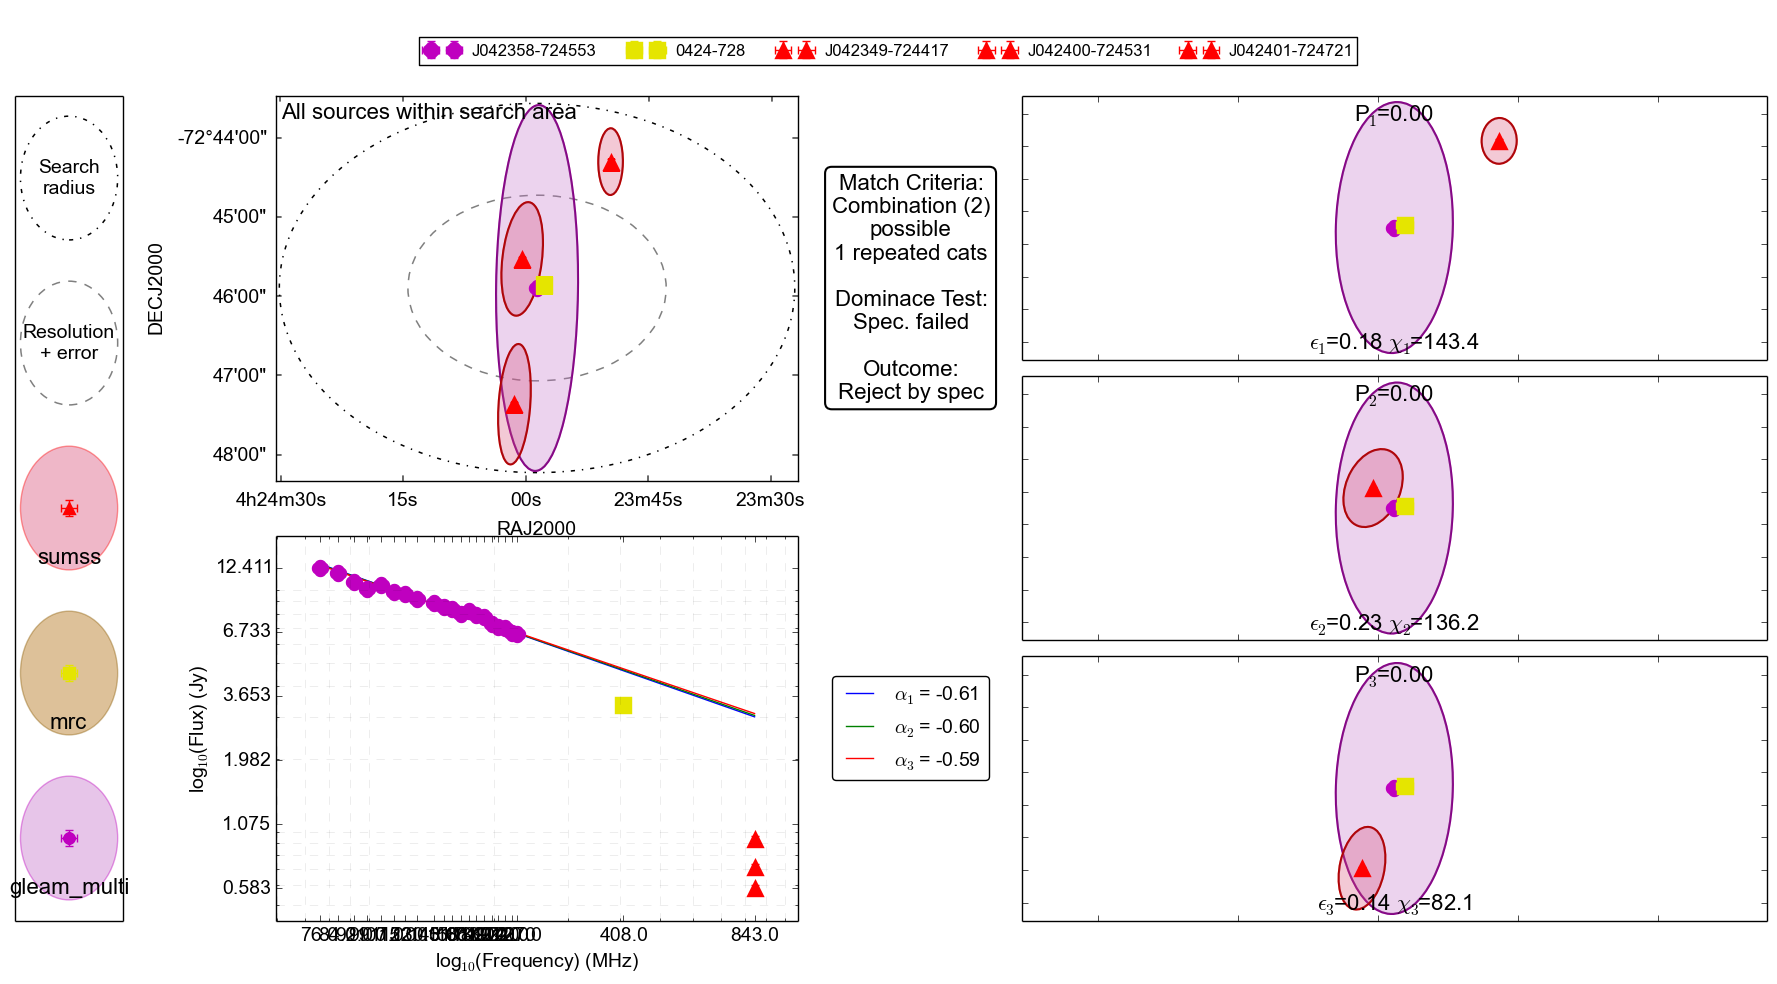 J042358-724553
0424-728
J042349-724417
J042400-724531
J042401-724721
Search
radius
Resolution
+ error
sumss
mrc
gleam_multi
All sources within search area
DECJ2000
-72°44'00"
45'00"
46'00"
47'00"
48'00"
4h24m30s
15s
00s
23m45s
23m30s
RAJ2000
Match Criteria:
Combination (2)
possible
1 repeated cats
Dominace Test:
Spec. failed
Outcome:
Reject by spec
log10(Flux) (Jy)
12.411
6.733
3.653
1.982
1.075
0.583
408.0
843.0
log10(Frequency) (MHz)
α1 = -0.61
α2 = -0.60
α3 = -0.59
P1=0.00
ϵ1=0.18 χ1=143.4
P2=0.00
ϵ2=0.23 χ2=136.2
P3=0.00
ϵ3=0.14 χ3=82.1